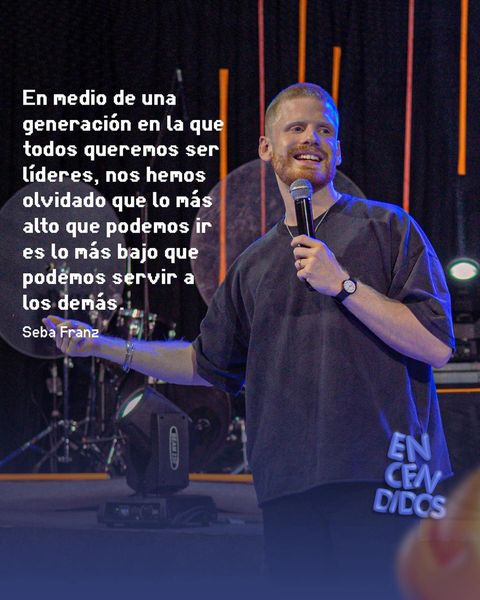 En medio de una
generación en la que
todos queremos ser
líderes, nos hemos
olvidado que lo más
alto que podemos ir
es lo más bajo que
podemos servir a
los demás.
Seba Franz
EN
CEN
DIDOS